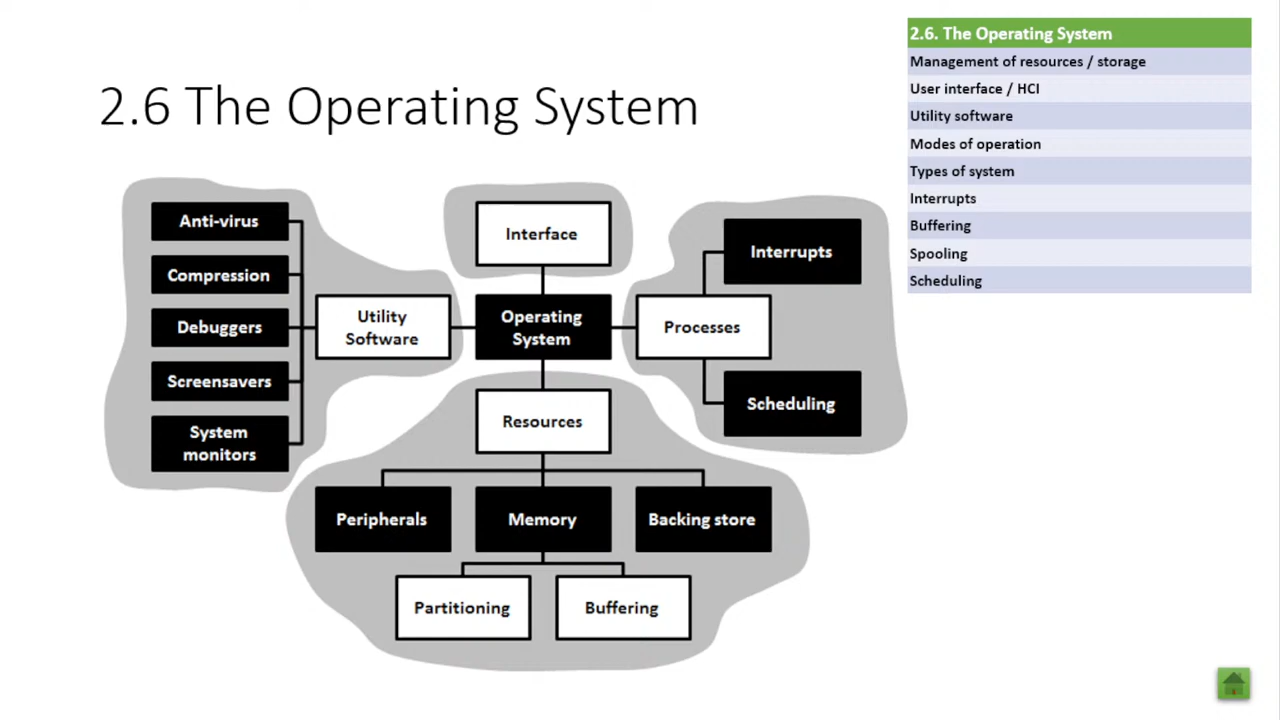 2.6 The Operating System
2.6. The Operating System
Management of resources / storage
User interface / HCI
Utility software
Modes of operation
Types of system
Interrupts
Buffering
Spooling
Scheduling
Anti-virus
Compression
Debuggers
Screensavers
System
monitors
Utility
Software
Interface
Operating
System
Processes
Interrupts
Scheduling
Resources
Peripherals
Memory
Backing store
Partitioning
Buffering